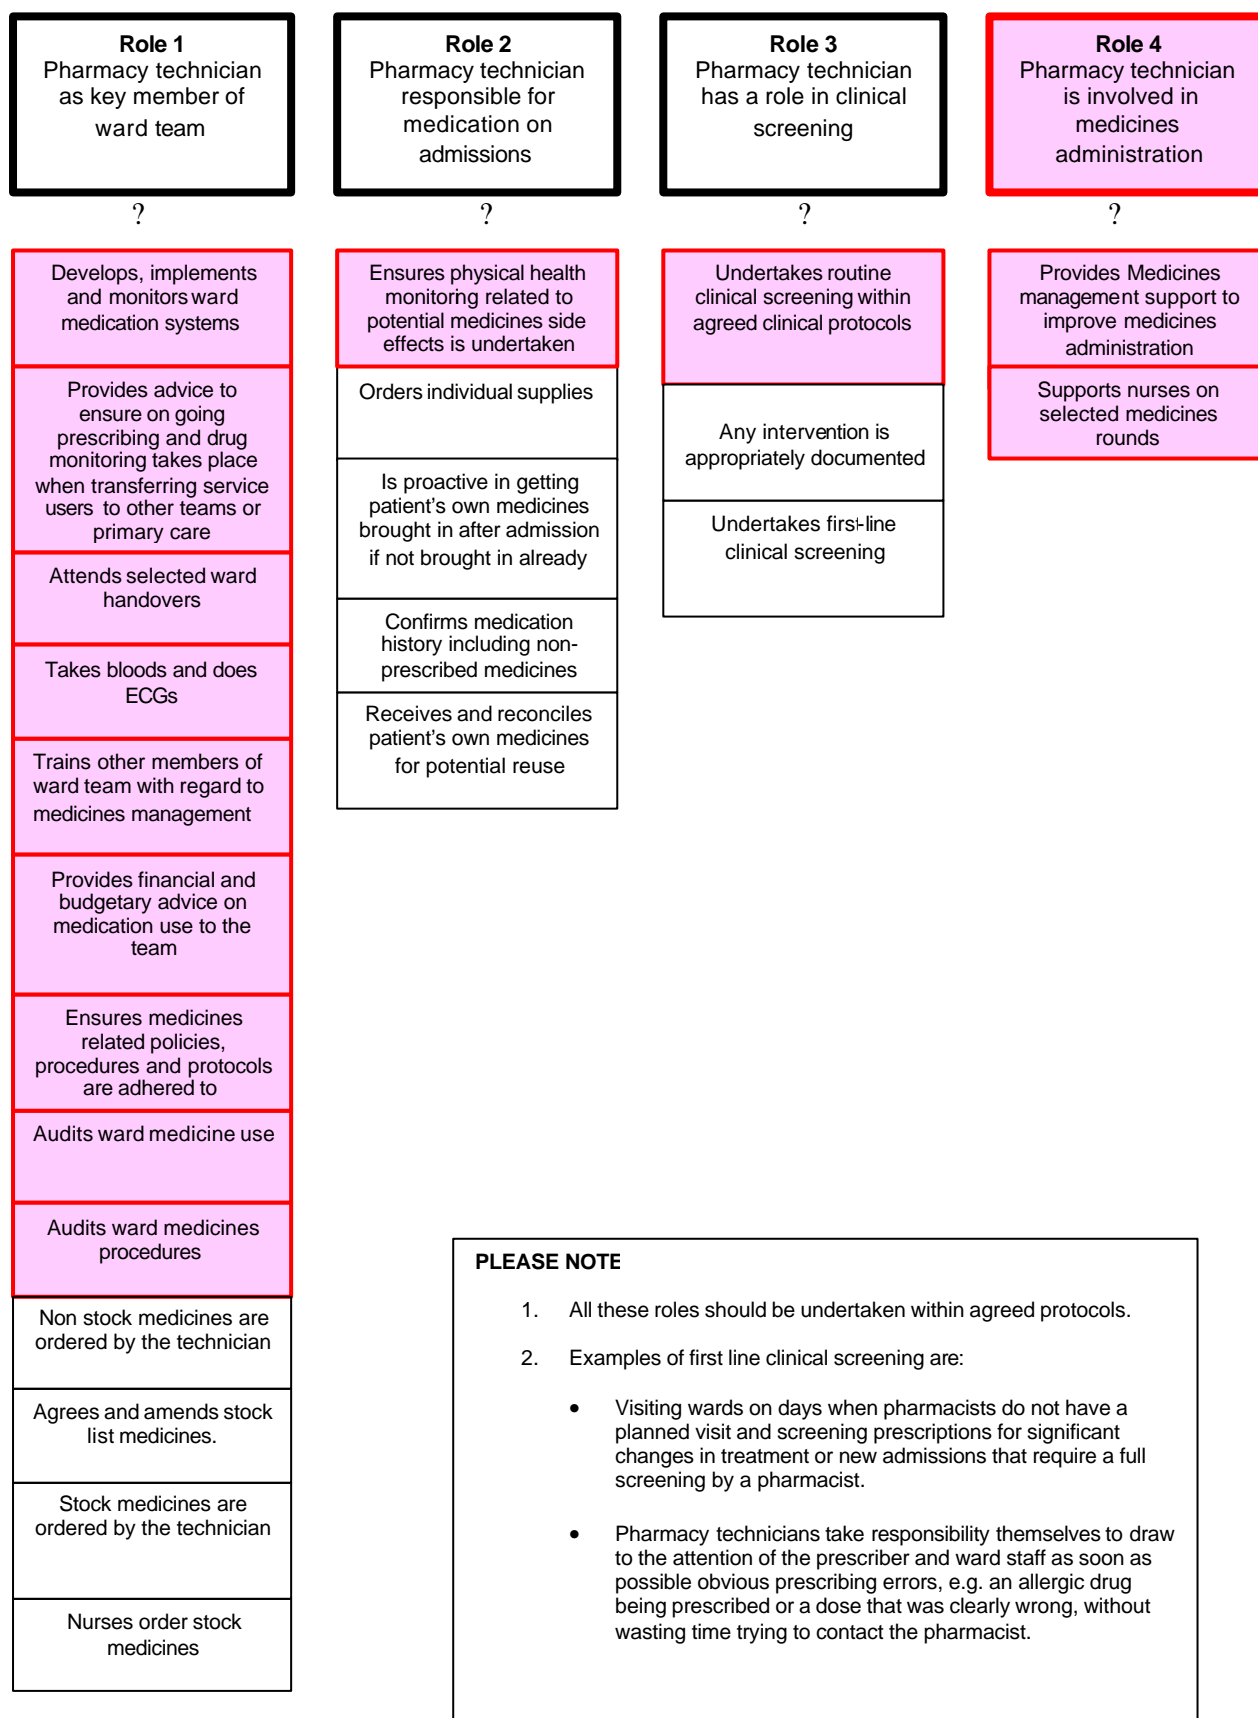 Role 1
Pharmacy technician
as key member of
ward team
Role 2
Pharmacy technician
responsible for
medication on
admissions
Role 3
Pharmacy technician
has a role in clinical
screening
Role 4
Pharmacy technician
is involved in
medicines
administration
?
?
?
?
Develops, implements
and monitors ward
medication systems
Provides advice to
ensure on going
prescribing and drug
monitoring takes place
when transferring service
users to other teams or
primary care
Attends selected ward
handovers
Takes bloods and does
ECGs
Trains other members of
ward team with regard to
medicines management
Provides financial and
budgetary advice on
medication use to the
team
Ensures medicines
related policies,
procedures and protocols
are adhered to
Audits ward medicine use
Audits ward medicines
procedures
Non stock medicines are
ordered by the technician
Agrees and amends stock
list medicines.
Stock medicines are
ordered by the technician
Nurses order stock
medicines
Ensures physical health
monitoring related to
potential medicines side
effects is undertaken
Orders individual supplies
Is proactive in getting
patient's own medicines
brought in after admission
if not brought in already
Confirms medication
history including non-
prescribed medicines
Receives and reconciles
patient's own medicines
for potential reuse
Undertakes routine
clinical screening within
agreed clinical protocols
Any intervention is
appropriately documented
Undertakes first-line
clinical screening
Provides Medicines
management support to
improve medicines
administration
Supports nurses on
selected medicines
rounds
PLEASE NOTE
1. All these roles should be undertaken within agreed protocols.
2. Examples of first line clinical screening are:
• Visiting wards on days when pharmacists do not have a
planned visit and screening prescriptions for significant
changes in treatment or new admissions that require a full
screening by a pharmacist.
• Pharmacy technicians take responsibility themselves to draw
to the attention of the prescriber and ward staff as soon as
possible obvious prescribing errors, e.g. an allergic drug
being prescribed or a dose that was clearly wrong, without
wasting time trying to contact the pharmacist.